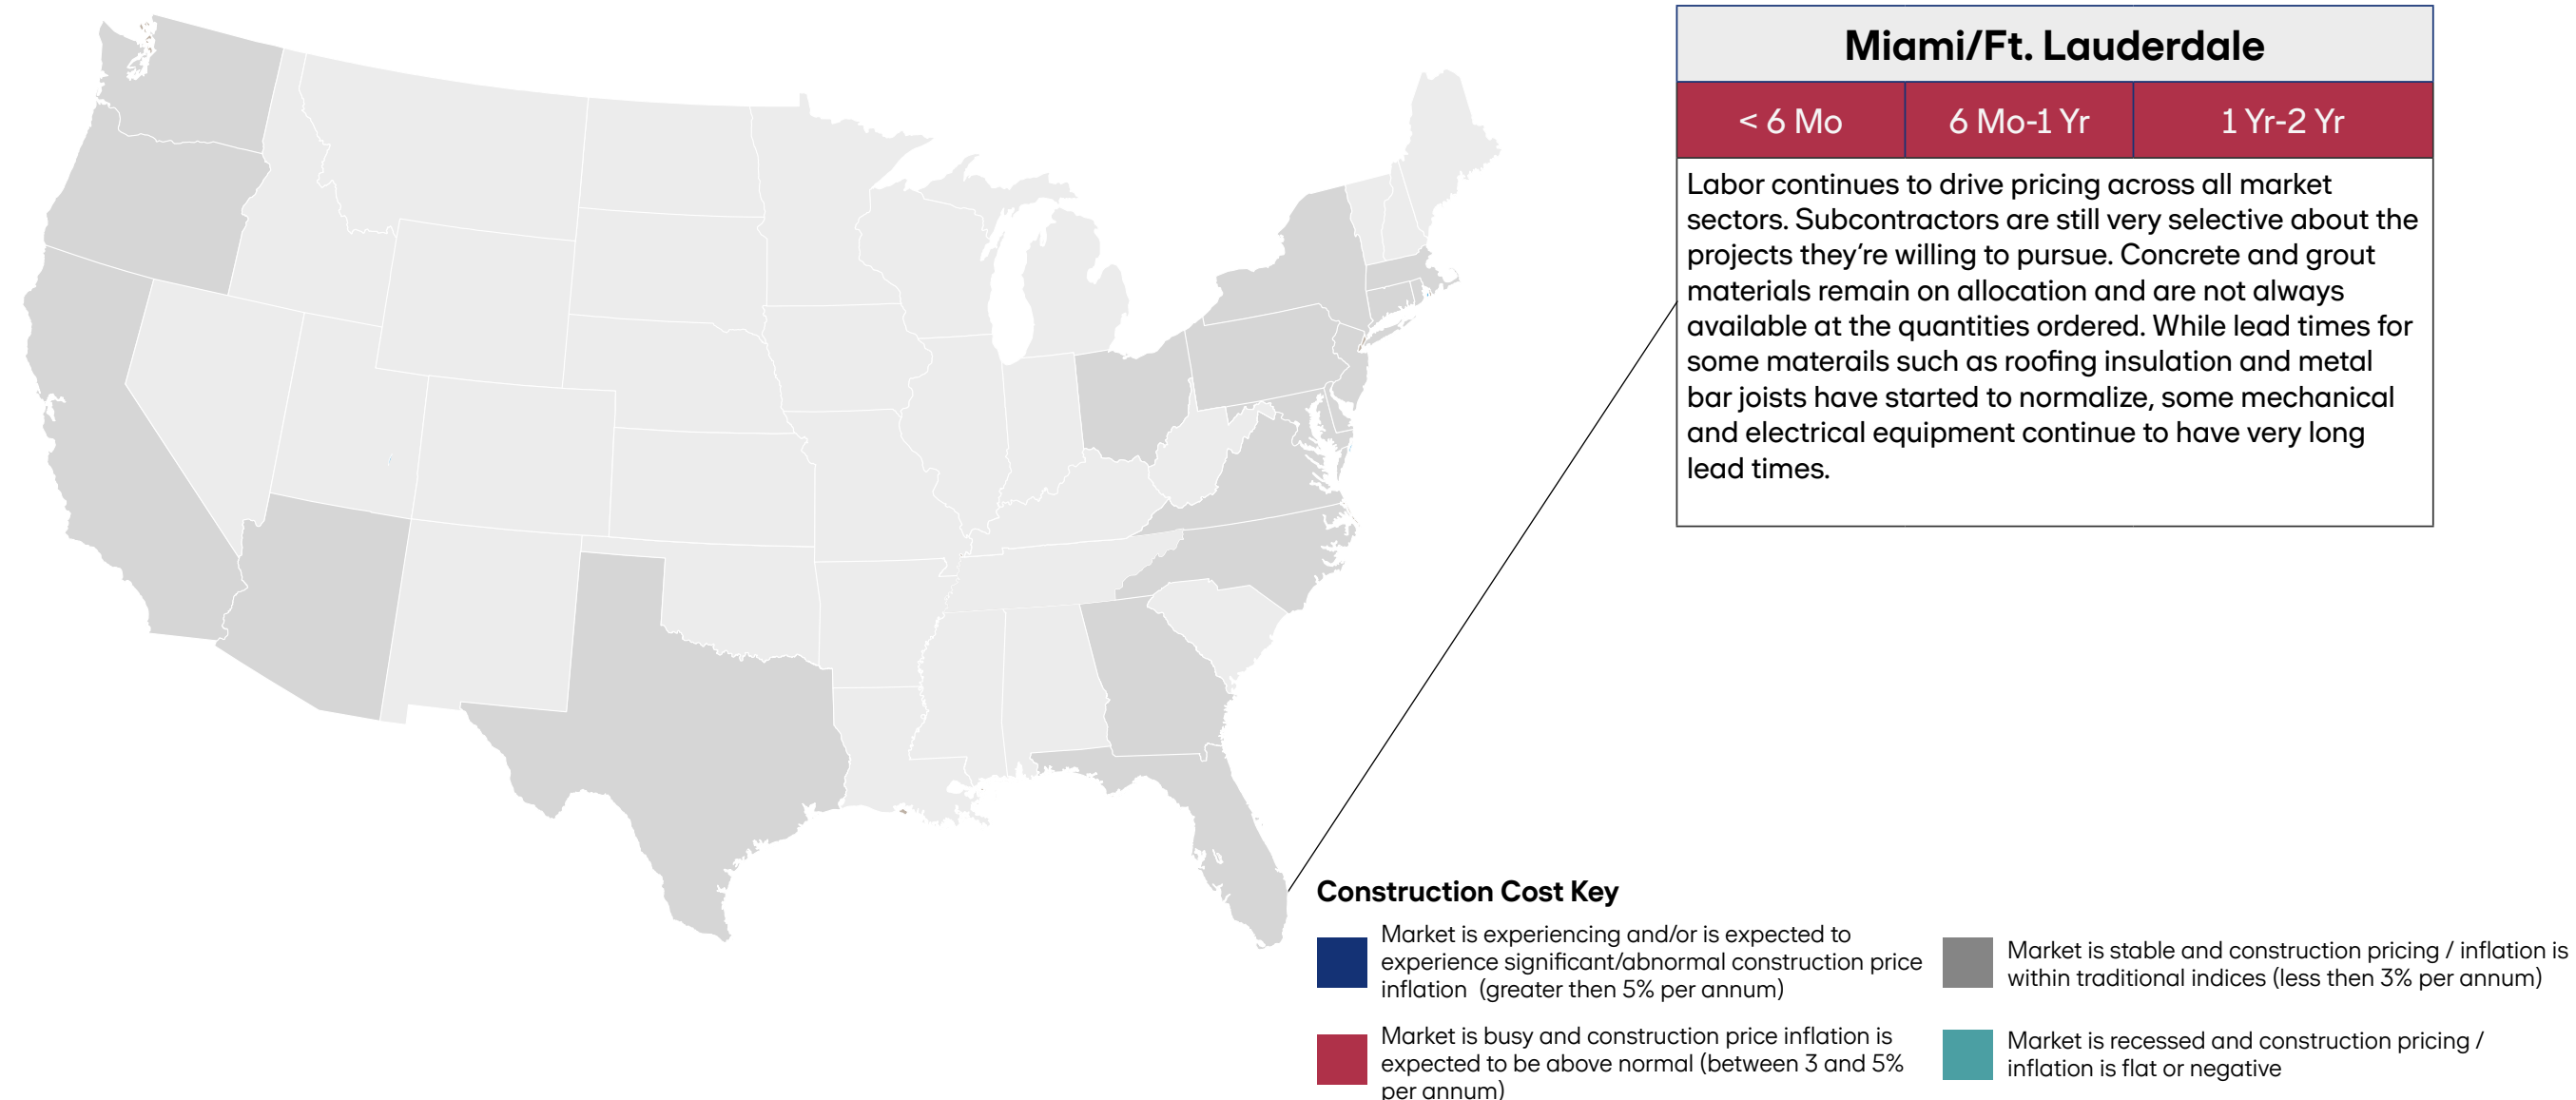 Miami/Ft. Lauderdale
< 6 Mo
6 Mo-1 Yr
1 Yr-2 Yr
Labor continues to drive pricing across all market
sectors. Subcontractors are still very selective about the
projects they're willing to pursue. Concrete and grout
materials remain on allocation and are not always
available at the quantities ordered. While lead times for
some materails such as roofing insulation and metal
bar joists have started to normalize, some mechanical
and electrical equipment continue to have very long
lead times.
Construction Cost Key
Market is experiencing and/or is expected to
experience significant/abnormal construction price
inflation  (greater then 5% per annum)
Market is busy and construction price inflation is
expected to be above normal (between 3 and 5%
per annum)
Market is stable and construction pricing / inflation is
within traditional indices (less then 3% per annum)
Market is recessed and construction pricing /
inflation is flat or negative